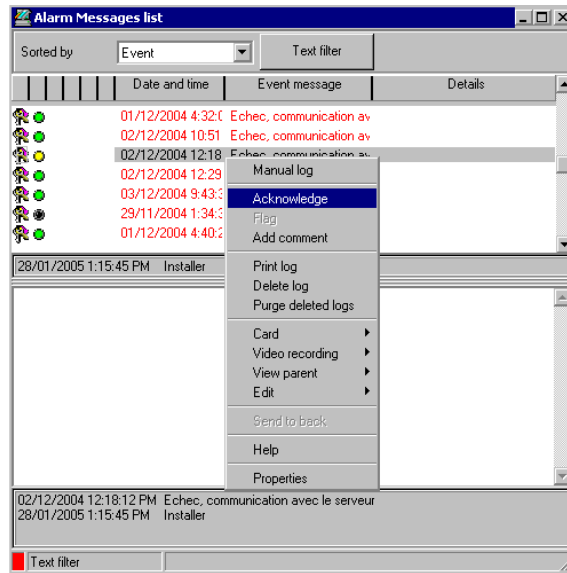 Alarm Messages list
Sorted by Event Text filter
Date and time Event message Details
01/12/2004 4:32:( Echec, communication av
02/12/2004 10:51 Echec, communication av
02/12/2004 12:18 Echec, communication av
02/12/2004 12:29
03/12/2004 9:43:3
29/11/2004 1:34:3
01/12/2004 4:40:2
28/01/2005 1:15:45 PM Installer
Manual log
Acknowledge
Flag
Add comment
Print log
Delete log
Purge deleted logs
Card
Video recording
View parent
Edit
Send to back
Help
Properties
02/12/2004 12:18:12 PM Echec, communication avec le serveur
28/01/2005 1:15:45 PM Installer
Text filter